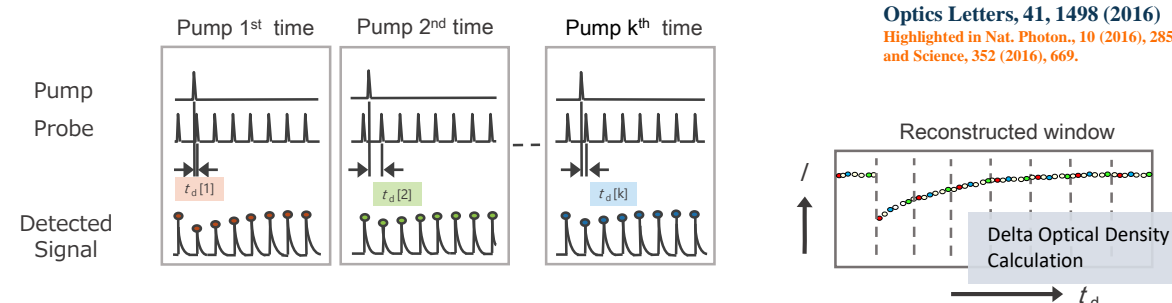 Optics Letters, 41, 1498 (2016)
Highlighted in Nat. Photon., 10 (2016), 285
and Science, 352 (2016), 669.
Pump 1st time
Pump 2nd time
Pump kth time
Pump
Probe
td[1]
td[2]
td[k]
Detected
Signal
Reconstructed window
I
Delta Optical Density
Calculation
td